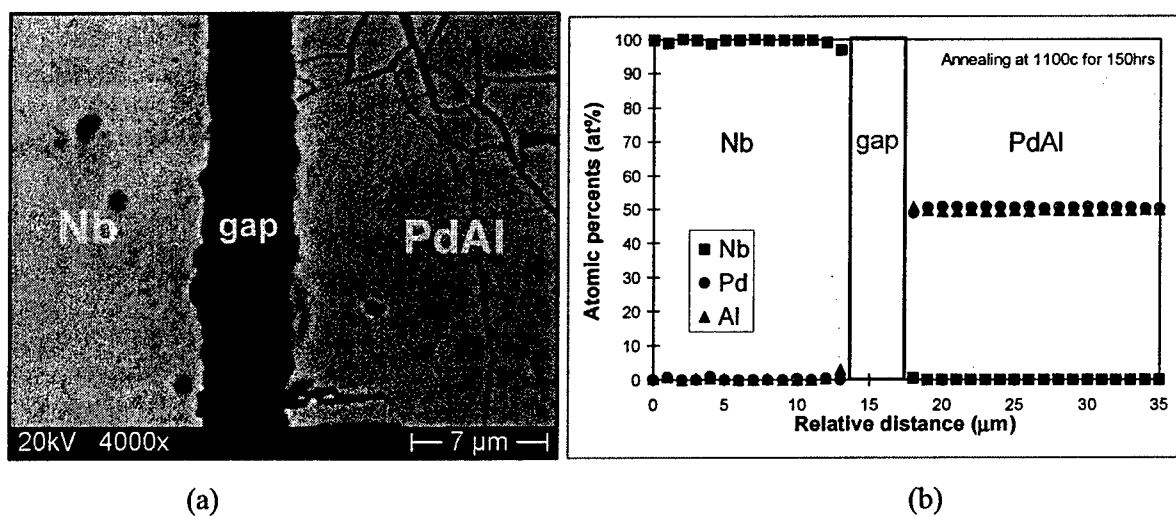 Nb
gap
PdAl
20kV 4000x
7 µm
(a)
Annealing at 1100c for 150hrs
Nb
gap
PdAl
Nb
Pd
Al
Atomic percents (at%)
100
90
80
70
60
50
40
30
20
10
0
0 5 10 15 20 25 30 35
Relative distance (µm)
(b)